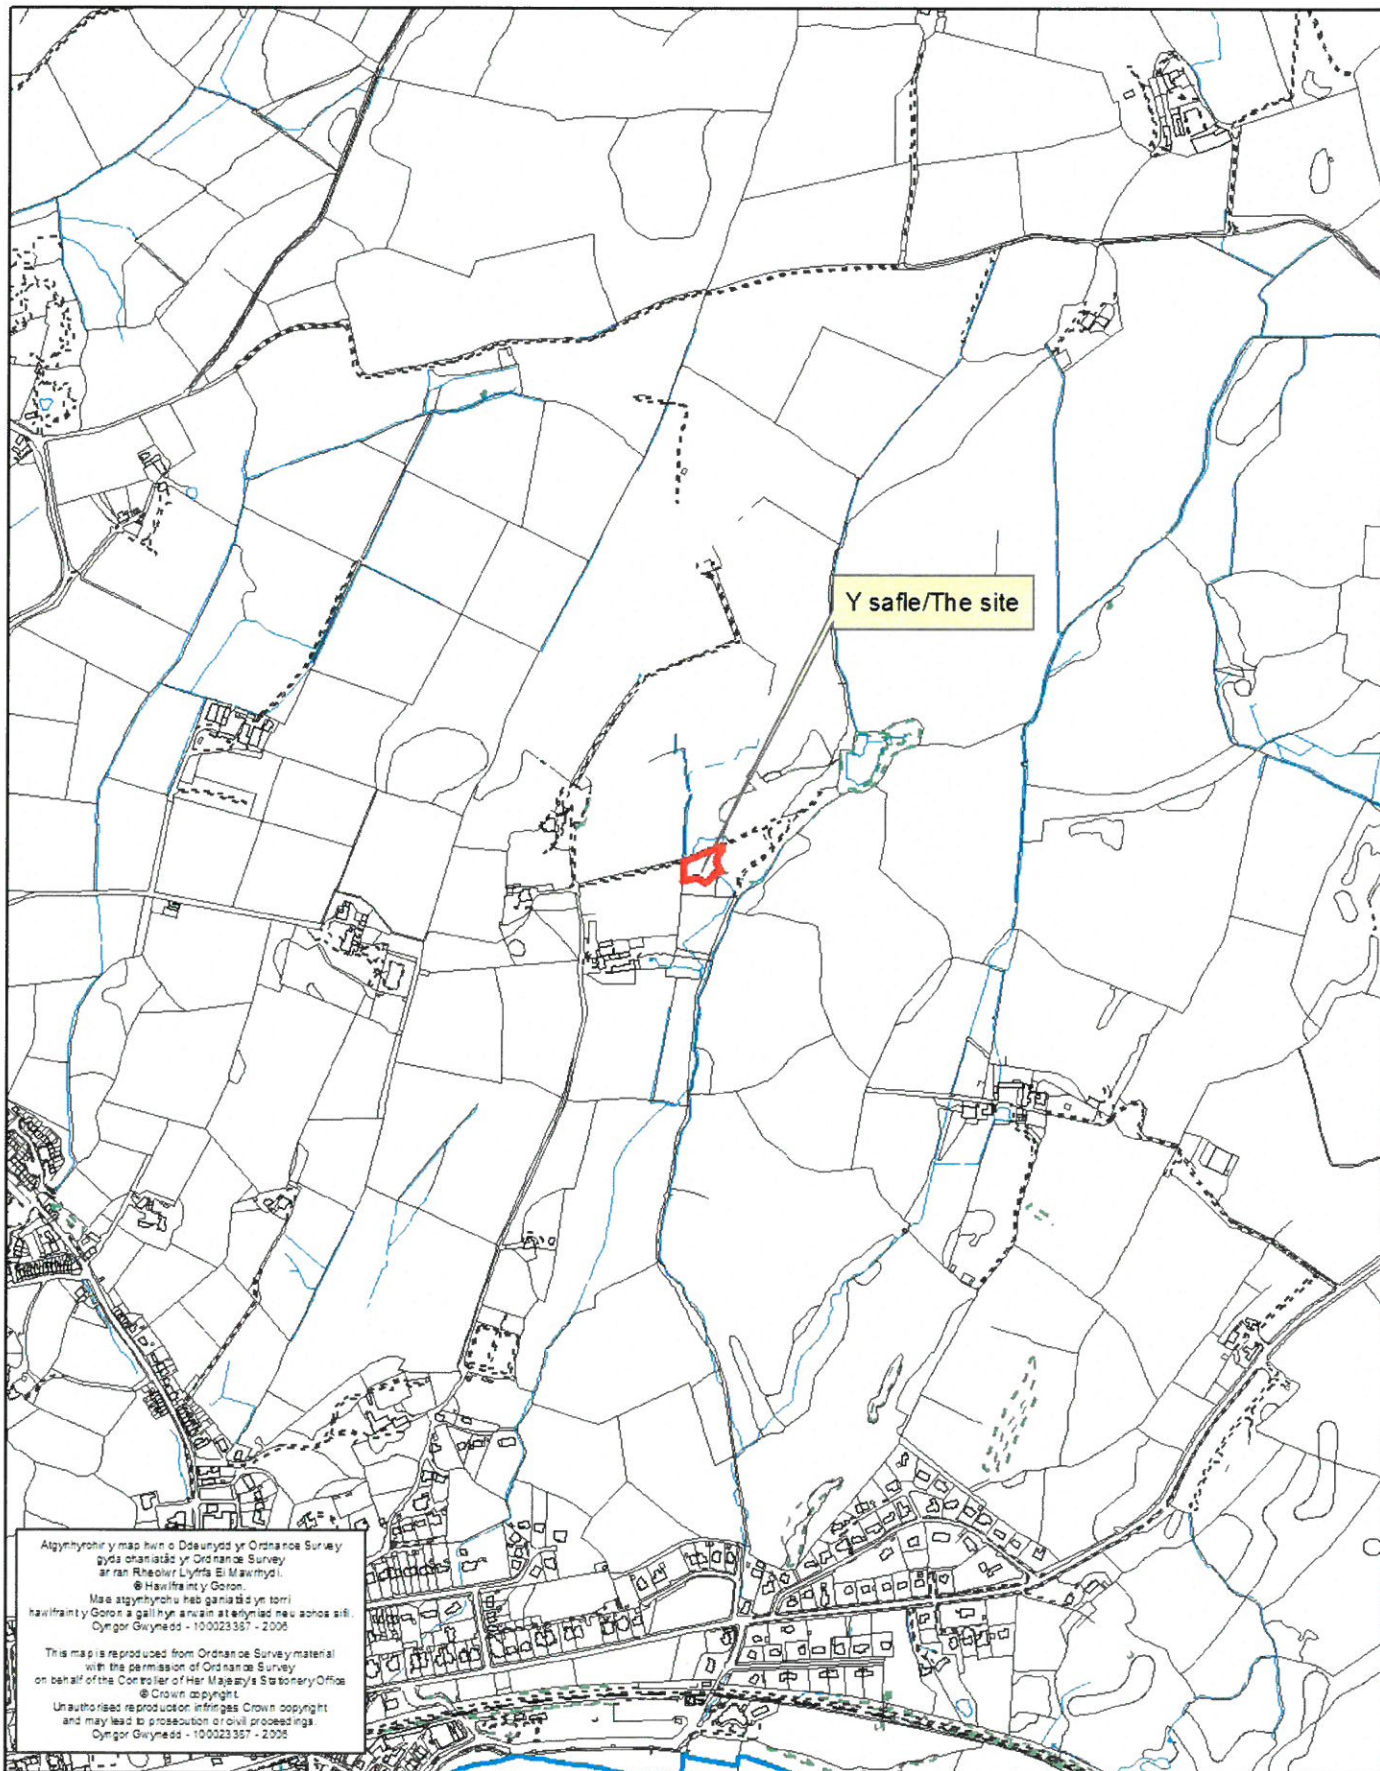 Y safle/The site
Atgynhyrchir y map hwn o Ddeunydd yr Ordnance Survey
gyda chaniatâd yr Ordnance Survey
ar ran Rheolwr Llyfrfa Ei Mawrhydi.
© Hawlfraint y Goron.
Mae atgynhyrchu heb ganiatâd yn torri
hawlfraint y Goron a gall hyn arwain at erlyniad neu achos sifil.
Cyngor Gwynedd - 100023387 - 2006
This map is reproduced from Ordnance Survey material
with the permission of Ordnance Survey
on behalf of the Controller of Her Majesty's Stationery Office
© Crown copyright.
Unauthorised reproduction infringes Crown copyright
and may lead to prosecution or civil proceedings.
Cyngor Gwynedd - 100023387 - 2006